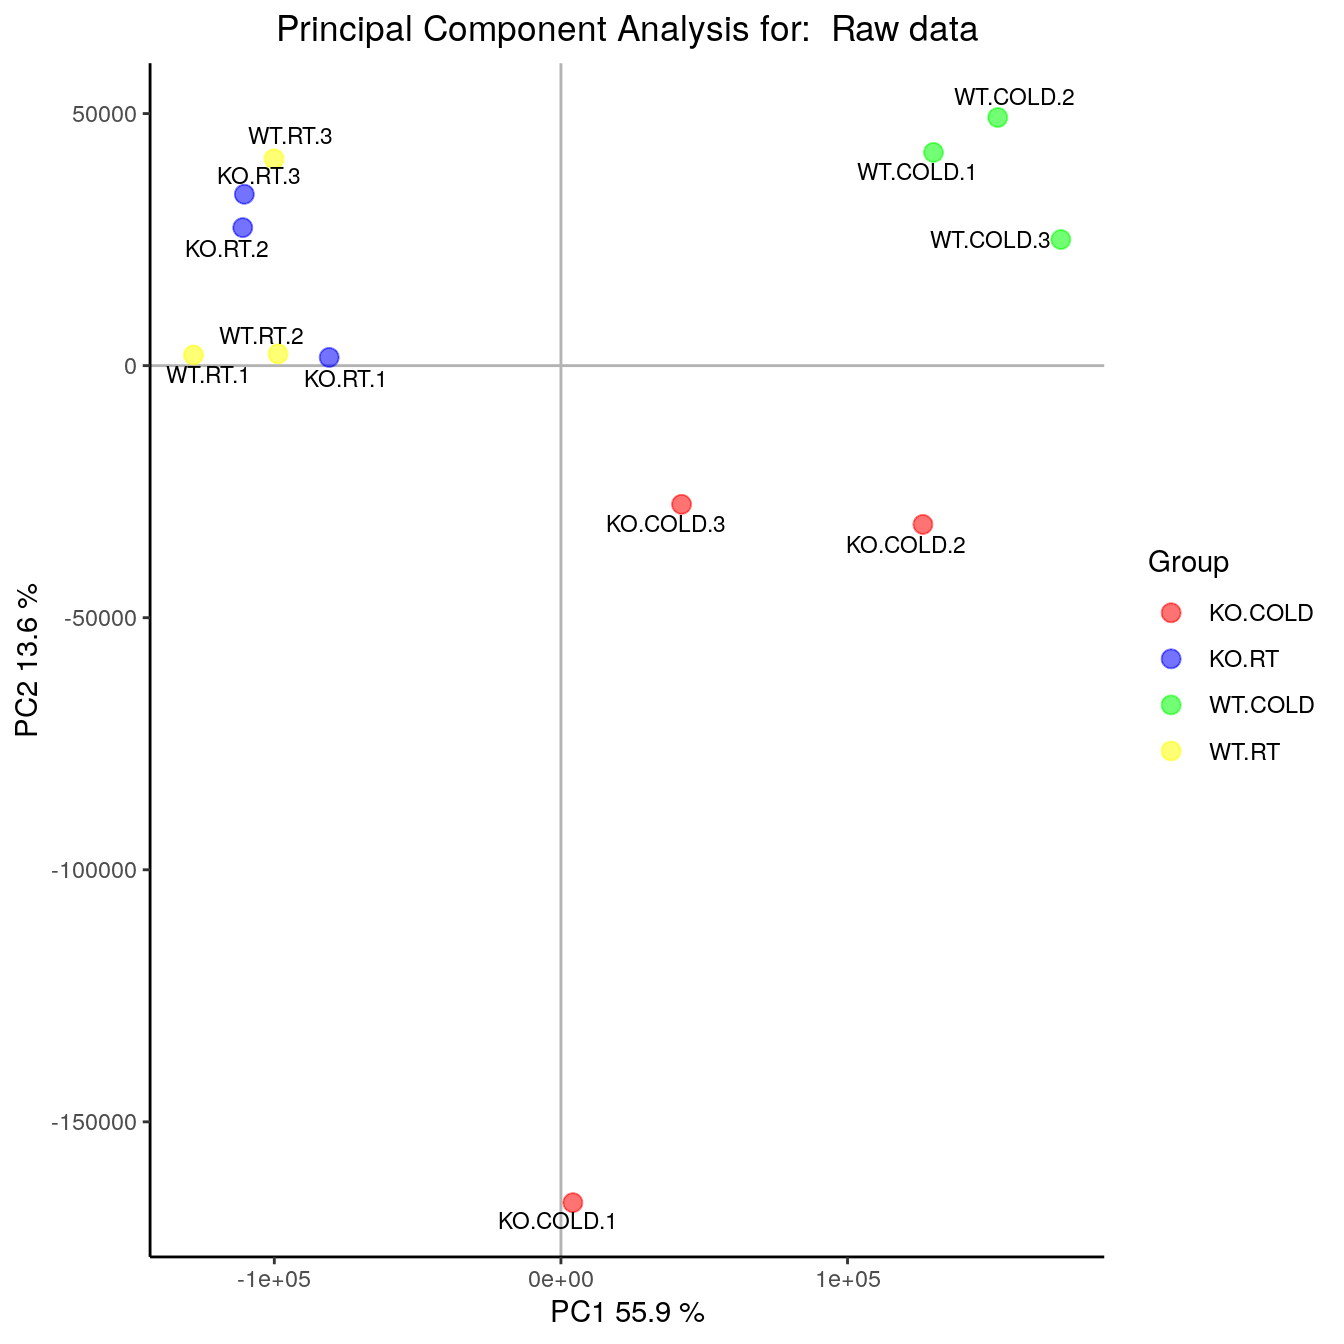 Principal Component Analysis for:  Raw data
WT.COLD.2
50000
WT.RT.3
WT.COLD.1
KO.RT.3
WT.COLD.3
KO.RT.2
WT.RT.2
0
WT.RT.1
KO.RT.1
KO.COLD.3
KO.COLD.2
Group
KO.COLD
KO.RT
WT.COLD
WT.RT
PC2 13.6 %
-50000
-100000
-150000
KO.COLD.1
-1e+05 0e+00 1e+05
PC1 55.9 %